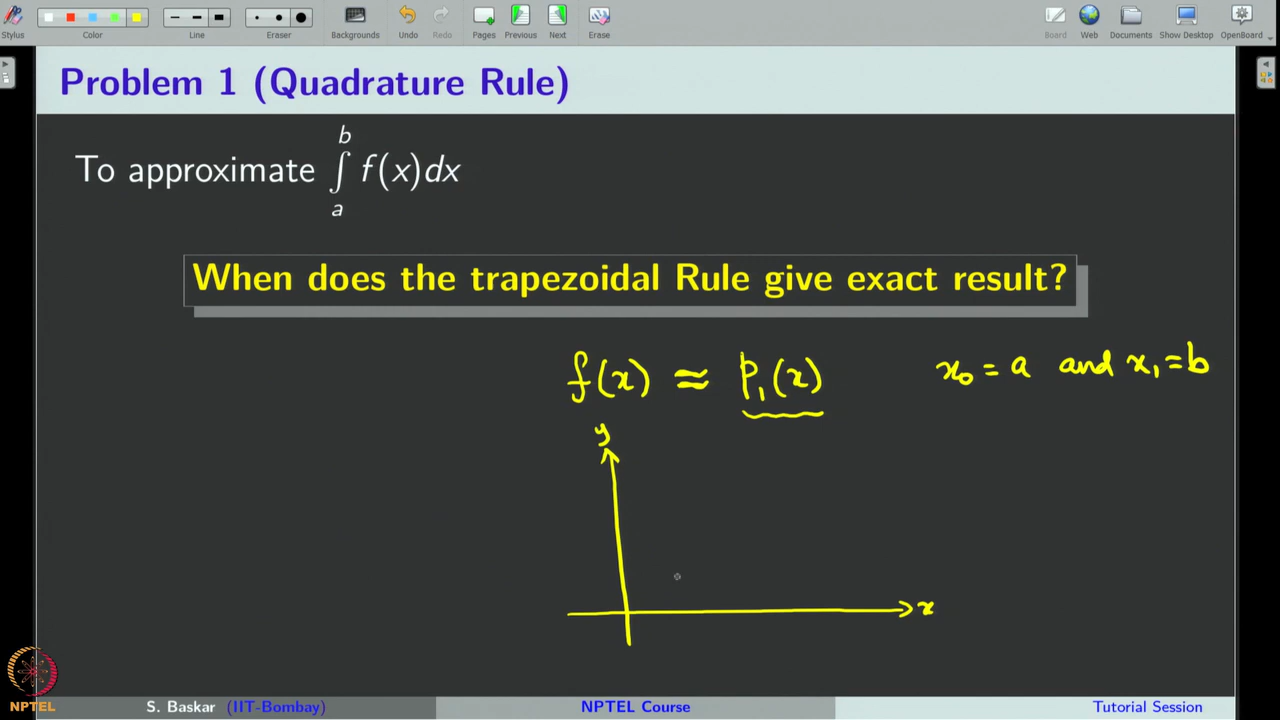 Stylus Color Line Eraser Backgrounds Undo Redo Pages Previous Next Erase Board Web Documents Show Desktop OpenBoard
Problem 1 (Quadrature Rule)
To approximate ∫ₐᵇ f(x)dx
When does the trapezoidal Rule give exact result?
f(x) ≈ p₁(x) x₀ = a and x₁ = b
y
x
NPTEL
S. Baskar (IIT-Bombay) NPTEL Course Tutorial Session